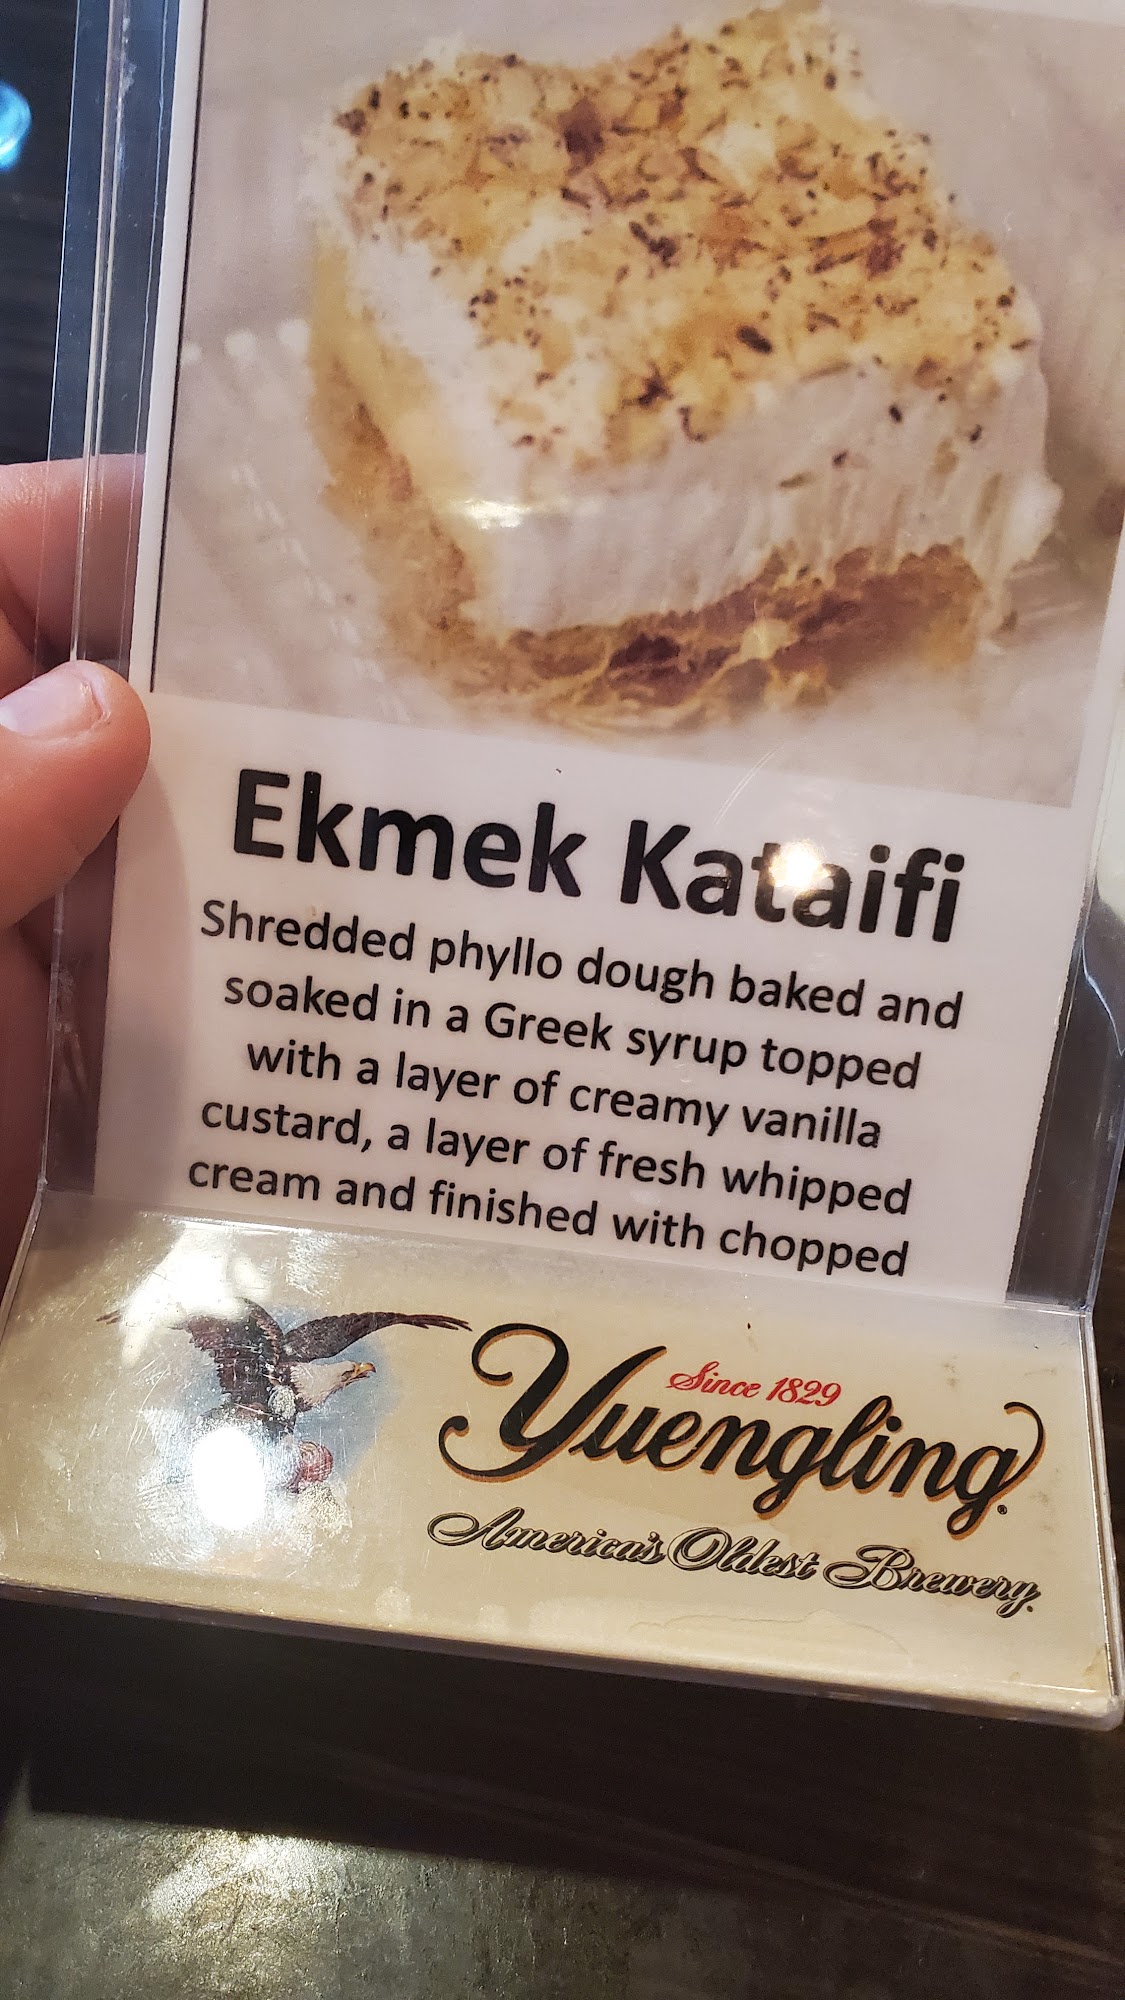 Ekmek Kataifi
Shredded phyllo dough baked and
soaked in a Greek syrup topped
with a layer of creamy vanilla
custard, a layer of fresh whipped
cream and finished with chopped
Since 1829
Yuengling®
America's Oldest Brewery.